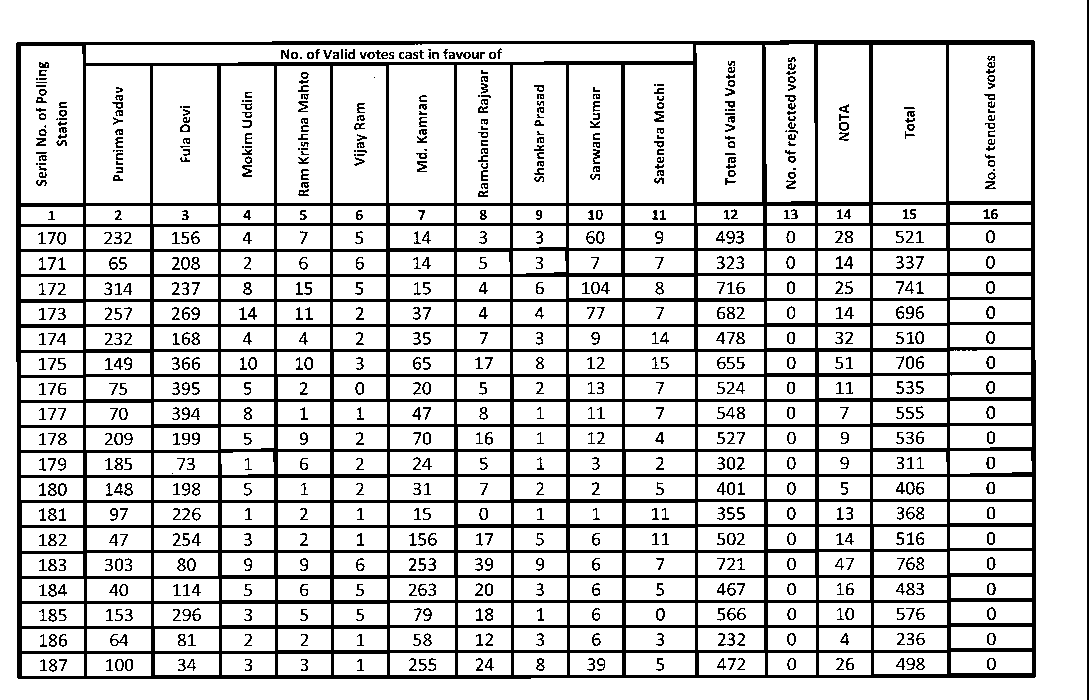 No. of Valid votes cast in favour of
Serial No. of Polling Station | Purnima Yadav | Fula Devi | Mokim Uddin | Ram Krishna Mahto | Vijay Ram | Md. Kamran | Ramchandra Rajwar | Shankar Prasad | Sarwan Kumar | Satendra Mochi | Total of Valid Votes | No. of rejected votes | NOTA | Total | No.of tendered votes
1 2 3 4 5 6 7 8 9 10 11 12 13 14 15 16
170 232 156 4 7 5 14 3 3 60 9 493 0 28 521 0
171 65 208 2 6 6 14 5 3 7 7 323 0 14 337 0
172 314 237 8 15 5 15 4 6 104 8 716 0 25 741 0
173 257 269 14 11 2 37 4 4 77 7 682 0 14 696 0
174 232 168 4 4 2 35 7 3 9 14 478 0 32 510 0
175 149 366 10 10 3 65 17 8 12 15 655 0 51 706 0
176 75 395 5 2 0 20 5 2 13 7 524 0 11 535 0
177 70 394 8 1 1 47 8 1 11 7 548 0 7 555 0
178 209 199 5 9 2 70 16 1 12 4 527 0 9 536 0
179 185 73 1 6 2 24 5 1 3 2 302 0 9 311 0
180 148 198 5 1 2 31 7 2 2 5 401 0 5 406 0
181 97 226 1 2 1 15 0 1 1 11 355 0 13 368 0
182 47 254 3 2 1 156 17 5 6 11 502 0 14 516 0
183 303 80 9 9 6 253 39 9 6 7 721 0 47 768 0
184 40 114 5 6 5 263 20 3 6 5 467 0 16 483 0
185 153 296 3 5 5 79 18 1 6 0 566 0 10 576 0
186 64 81 2 2 1 58 12 3 6 3 232 0 4 236 0
187 100 34 3 3 1 255 24 8 39 5 472 0 26 498 0